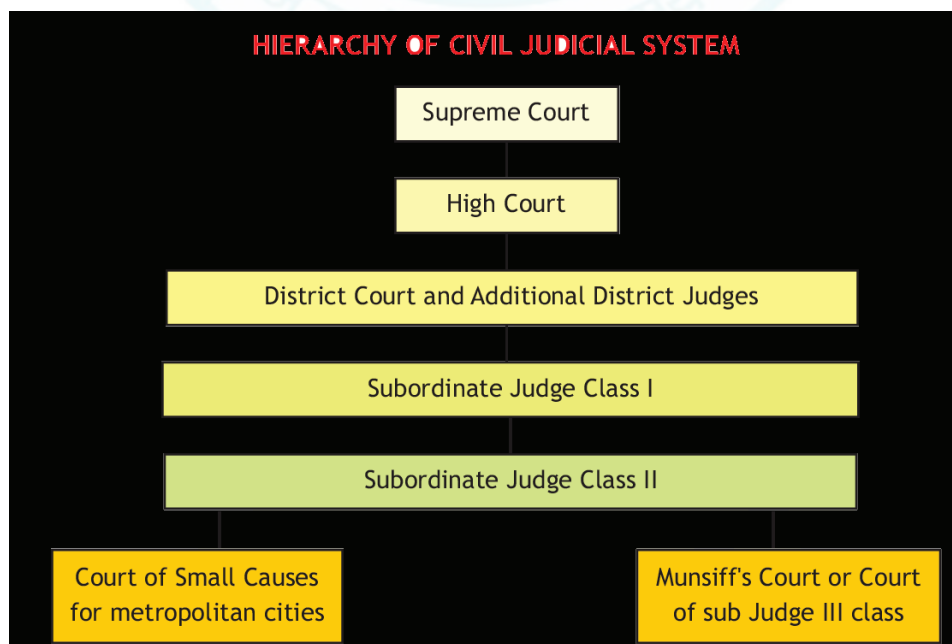 HIERARCHY OF CIVIL JUDICIAL SYSTEM
Supreme Court
High Court
District Court and Additional District Judges
Subordinate Judge Class I
Subordinate Judge Class II
Court of Small Causes
for metropolitan cities
Munsiff's Court or Court
of sub Judge III class